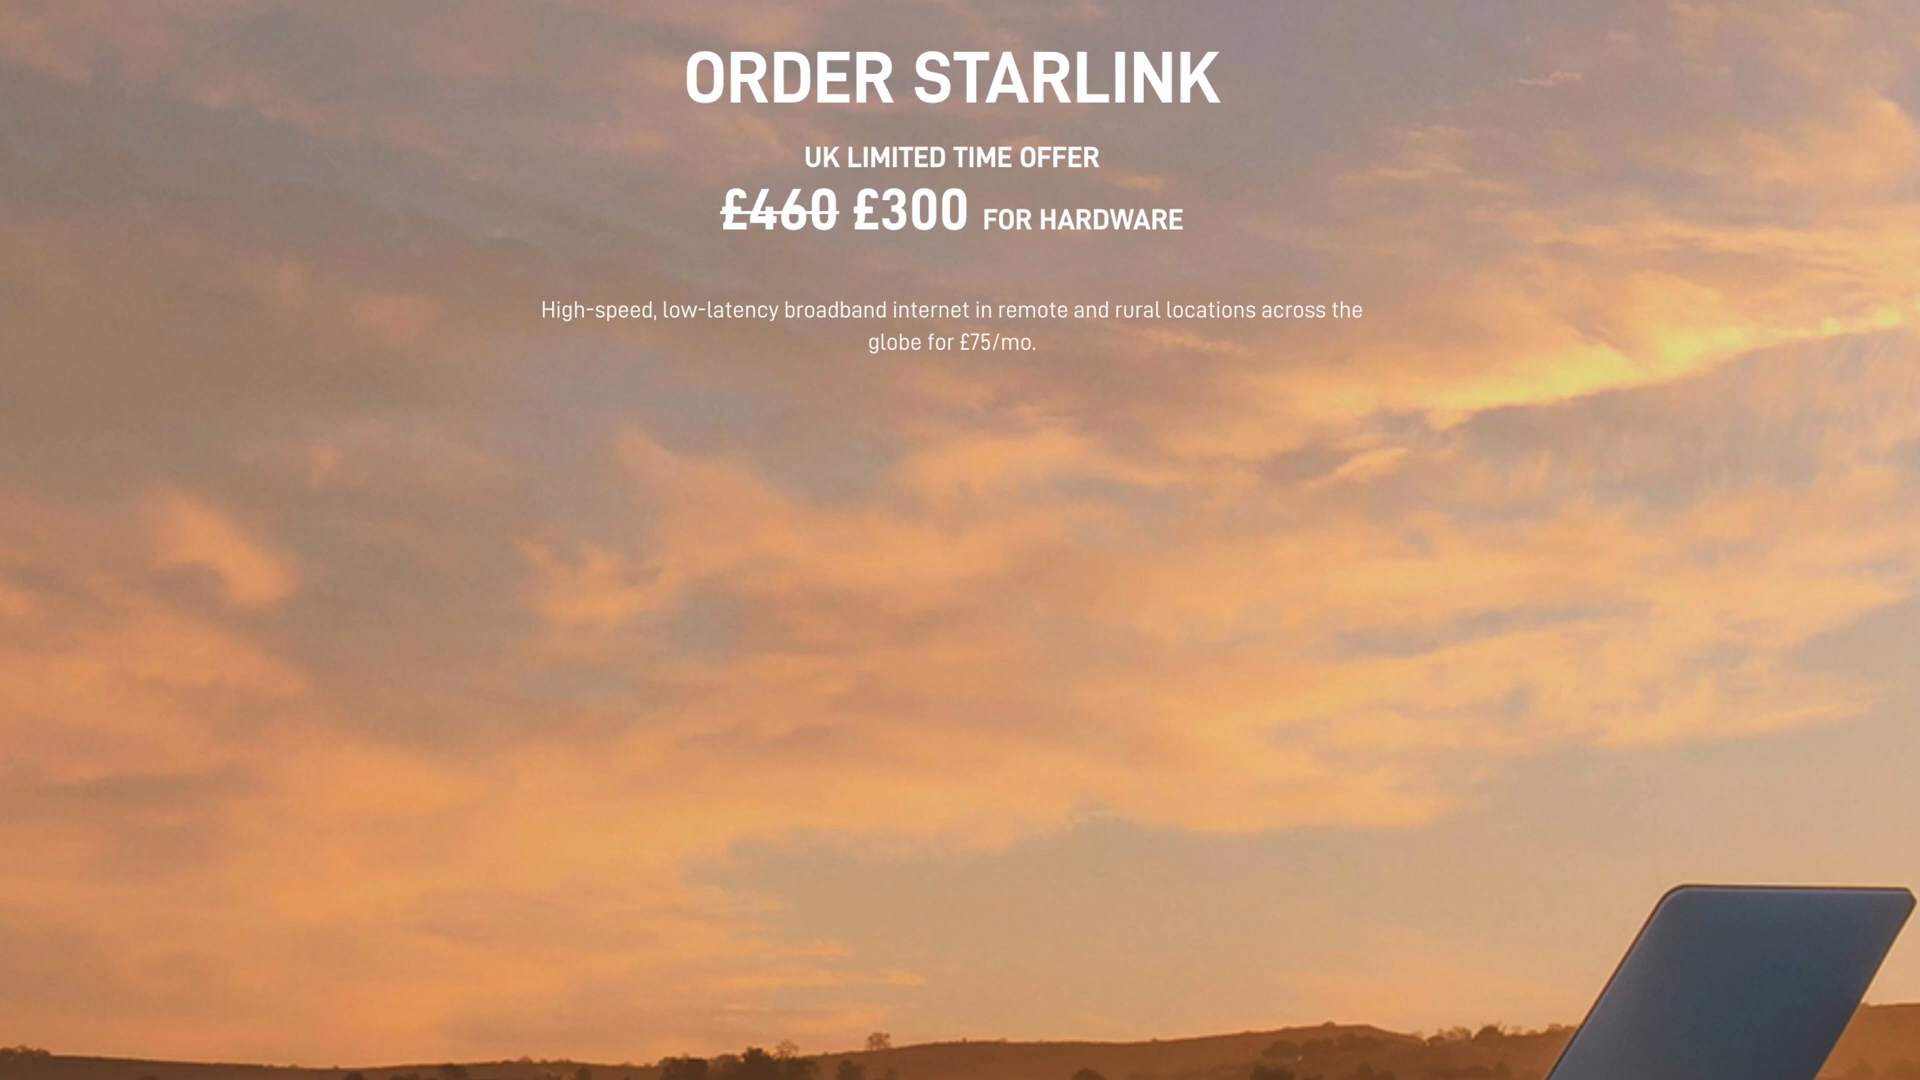 ORDER STARLINK
UK LIMITED TIME OFFER
£460 £300 FOR HARDWARE
High-speed, low-latency broadband internet in remote and rural locations across the
globe for £75/mo.